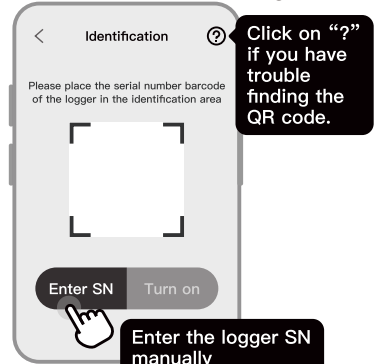 Identification
?
Click on “?”
if you have
trouble
finding the
QR code.
Please place the serial number barcode
of the logger in the identification area
Enter SN
Turn on
Enter the logger SN
manually